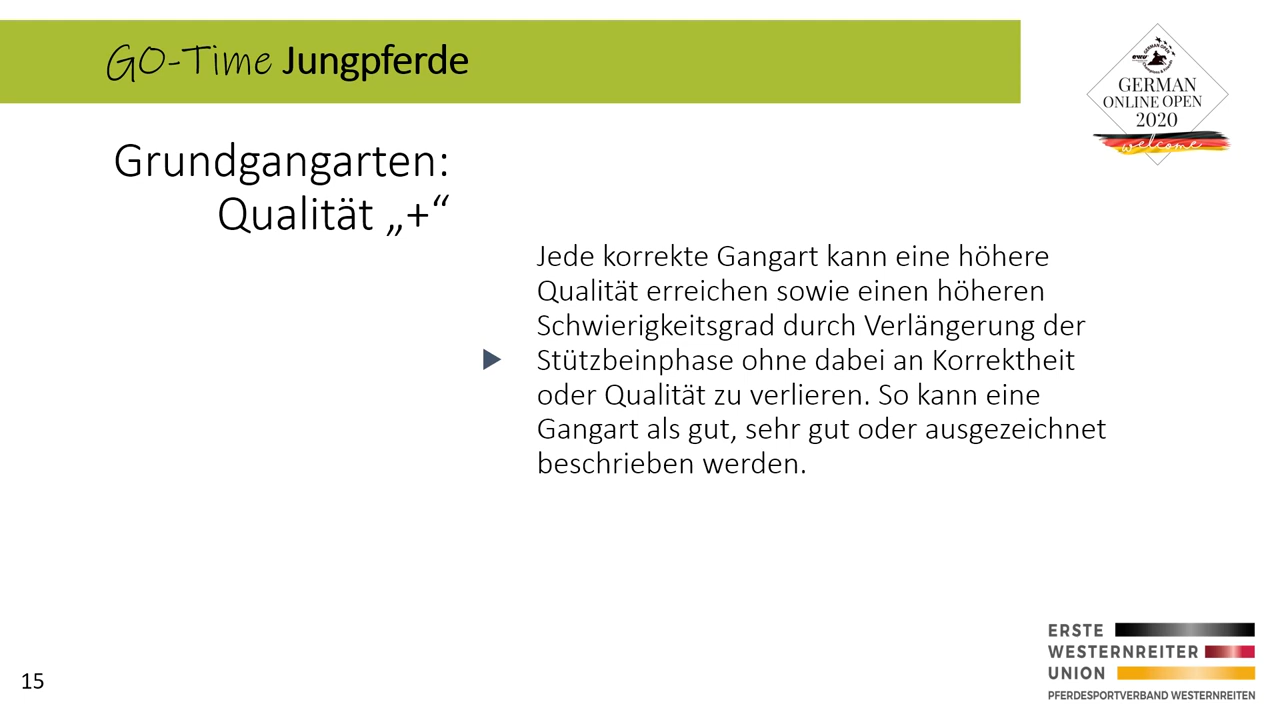 GO-Time Jungpferde
GERMAN
ONLINE OPEN
2020
welcome
Grundgangarten:
Qualität „+“
Jede korrekte Gangart kann eine höhere
Qualität erreichen sowie einen höheren
Schwierigkeitsgrad durch Verlängerung der
Stützbeinphase ohne dabei an Korrektheit
oder Qualität zu verlieren. So kann eine
Gangart als gut, sehr gut oder ausgezeichnet
beschrieben werden.
ERSTE
WESTERNREITER
UNION
PFERDESPORTVERBAND WESTERNREITEN
15